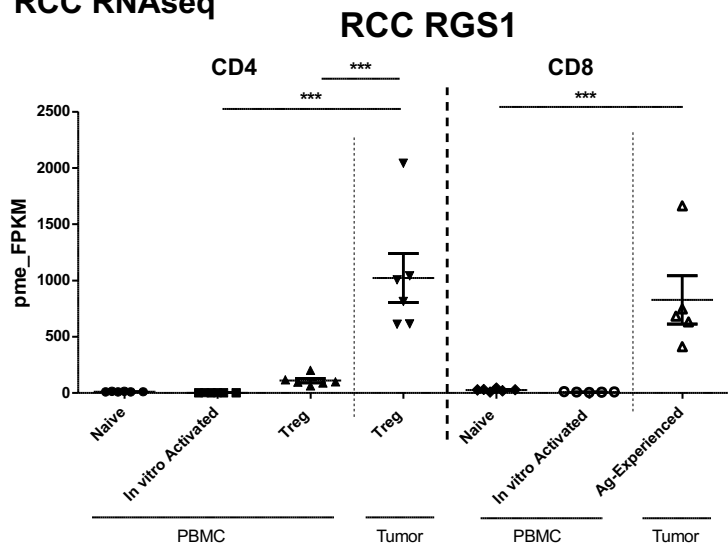 RCC RNAseq
RCC RGS1
CD4
CD8
***
***
***
pme_FPKM
2500
2000
1500
1000
500
0
Naive
In vitro Activated
Treg
Treg
Naive
In vitro Activated
Ag-Experienced
PBMC
Tumor
PBMC
Tumor